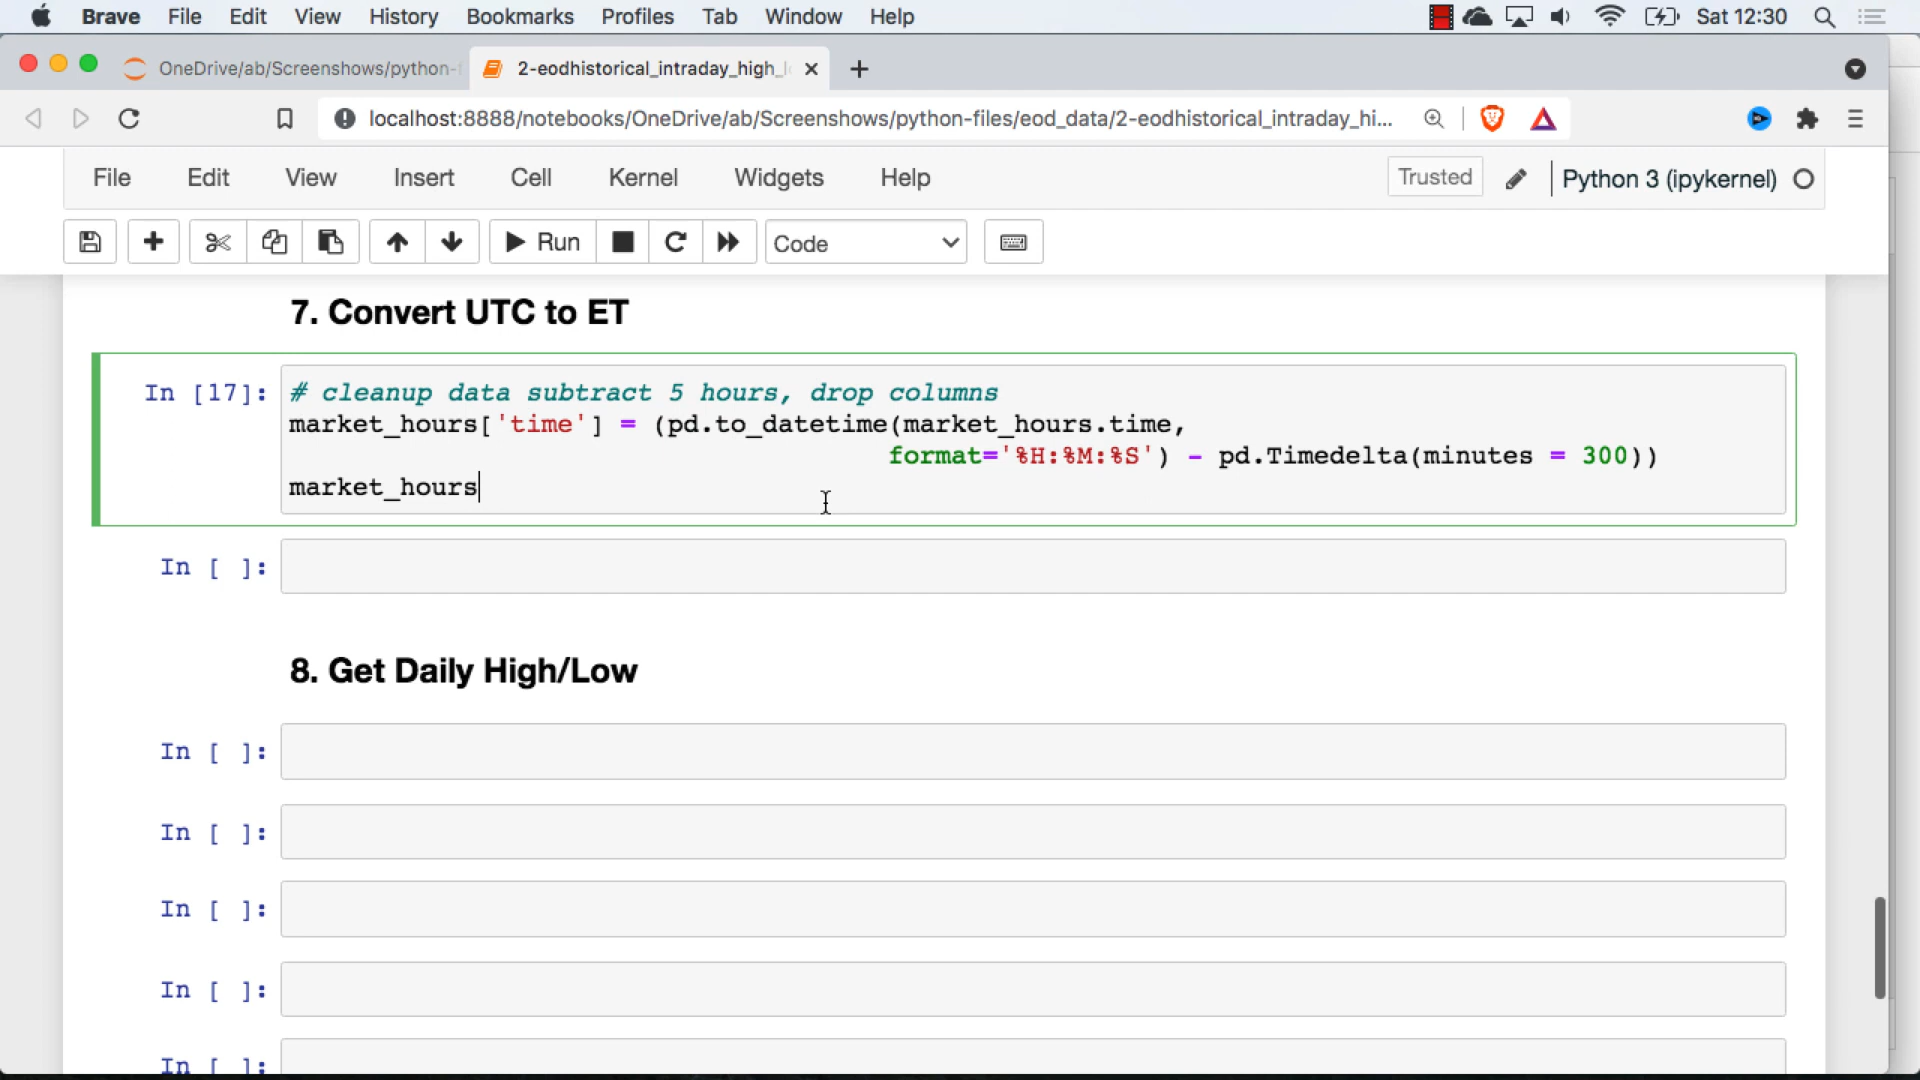 Brave File Edit View History Bookmarks Profiles Tab Window Help Sat 12:30
OneDrive/ab/Screenshows/python-f 2-eodhistorical_intraday_high_l
localhost:8888/notebooks/OneDrive/ab/Screenshows/python-files/eod_data/2-eodhistorical_intraday_hi...
File Edit View Insert Cell Kernel Widgets Help Trusted Python 3 (ipykernel)
Run Code
7. Convert UTC to ET
In [17]: # cleanup data subtract 5 hours, drop columns
market_hours['time'] = (pd.to_datetime(market_hours.time,
format='%H:%M:%S') - pd.Timedelta(minutes = 300))
market_hours
In [ ]:
8. Get Daily High/Low
In [ ]:
In [ ]:
In [ ]:
In [ ]:
In [ ]: